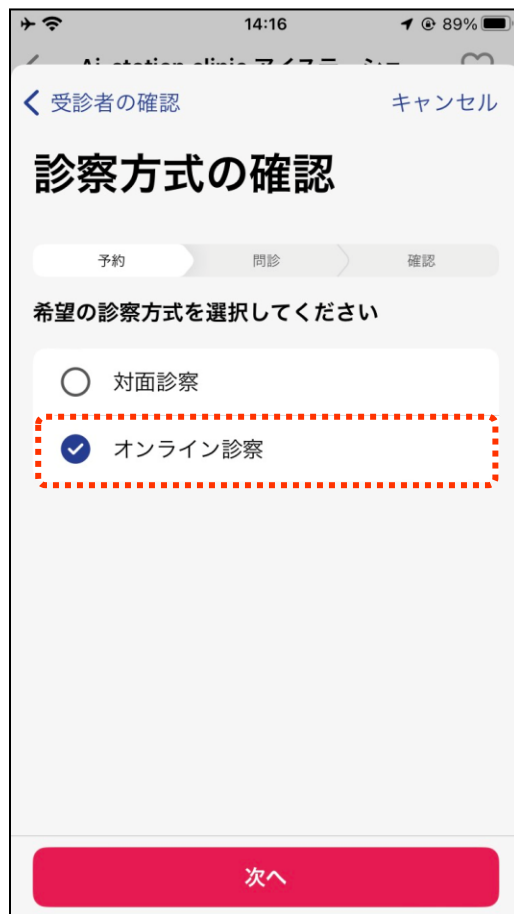 14:16
89%
受診者の確認
キャンセル
診察方式の確認
予約
問診
確認
希望の診察方式を選択してください
対面診察
オンライン診察
次へ